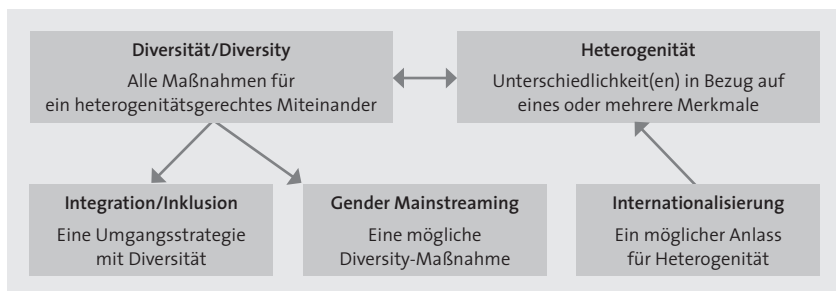 Diversität/Diversity
Alle Maßnahmen für
ein heterogenitätsgerechtes Miteinander
Heterogenität
Unterschiedlichkeit(en) in Bezug auf
eines oder mehrere Merkmale
Integration/Inklusion
Eine Umgangsstrategie
mit Diversität
Gender Mainstreaming
Eine mögliche
Diversity-Maßnahme
Internationalisierung
Ein möglicher Anlass
für Heterogenität